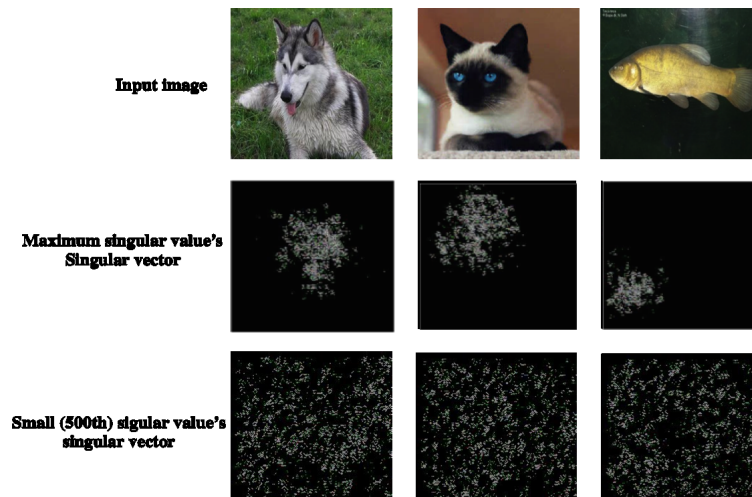 Input image
Maximum singular value's
Singular vector
Small (500th) sigular value's
singular vector